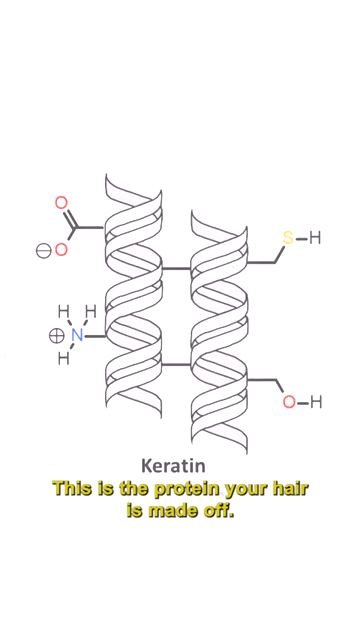 O
S H
⊖ O
H H
⊕ N
H
O H
Keratin
This is the protein your hair
is made off.